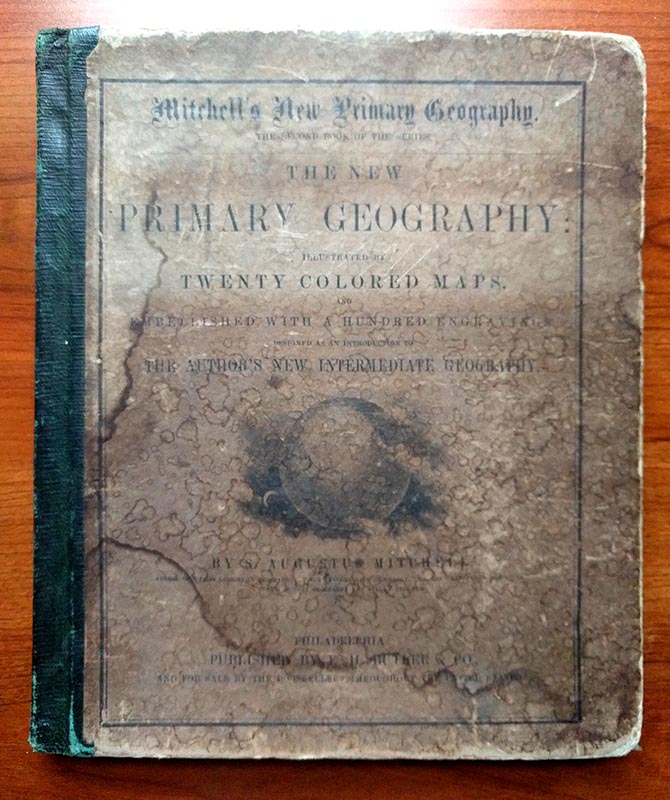 Mitchell's New Primary Geography.
THE SECOND BOOK OF THE SERIES.
THE NEW
PRIMARY GEOGRAPHY:
ILLUSTRATED BY
TWENTY COLORED MAPS,
AND
EMBELLISHED WITH A HUNDRED ENGRAVINGS
DESIGNED AS AN INTRODUCTION TO
THE AUTHOR'S NEW INTERMEDIATE GEOGRAPHY.
BY S. AUGUSTUS MITCHELL
PHILADELPHIA
PUBLISHED BY E. H. BUTLER & CO.
AND FOR SALE BY THE BOOKSELLERS THROUGHOUT THE UNITED STATES